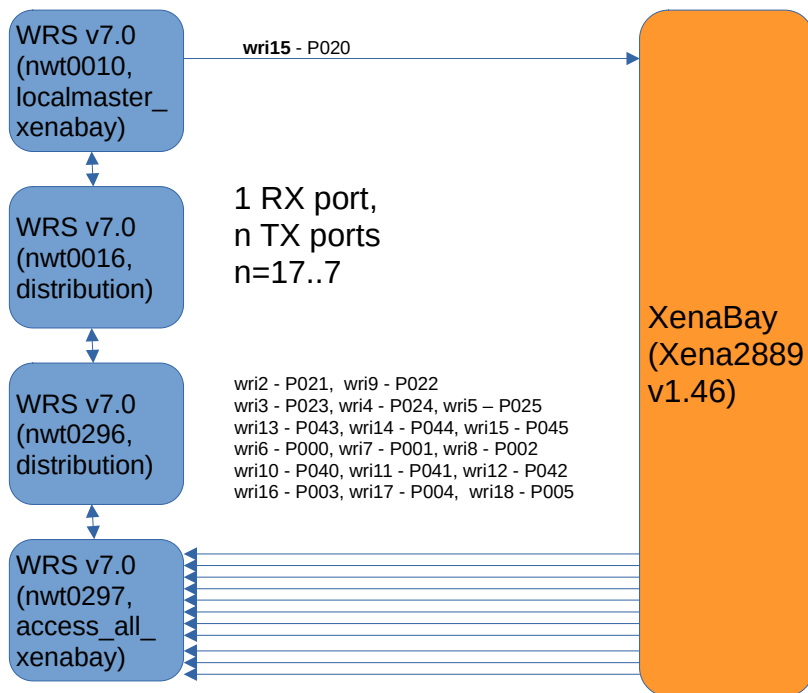 WRS v7.0
(nwt0010,
localmaster_
xenabay)
wri15 - P020
1 RX port,
n TX ports
n=17..7
WRS v7.0
(nwt0016,
distribution)
XenaBay
(Xena2889
v1.46)
WRS v7.0
(nwt0296,
distribution)
wri2 - P021,  wri9 - P022
wri3 - P023, wri4 - P024, wri5 – P025
wri13 - P043, wri14 - P044, wri15 - P045
wri6 - P000, wri7 - P001, wri8 - P002
wri10 - P040, wri11 - P041, wri12 - P042
wri16 - P003, wri17 - P004,  wri18 - P005
WRS v7.0
(nwt0297,
access_all_
xenabay)